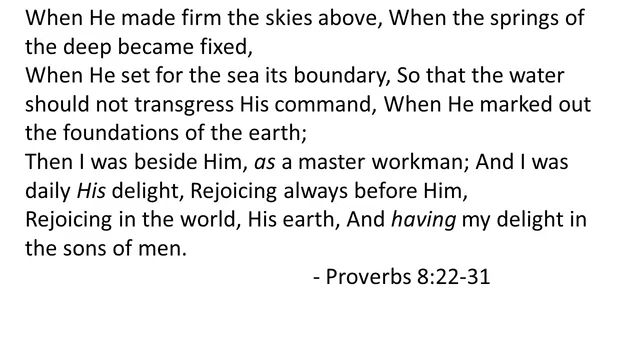 When He made firm the skies above, When the springs of
the deep became fixed,
When He set for the sea its boundary, So that the water
should not transgress His command, When He marked out
the foundations of the earth;
Then I was beside Him, as a master workman; And I was
daily His delight, Rejoicing always before Him,
Rejoicing in the world, His earth, And having my delight in
the sons of men.
- Proverbs 8:22-31